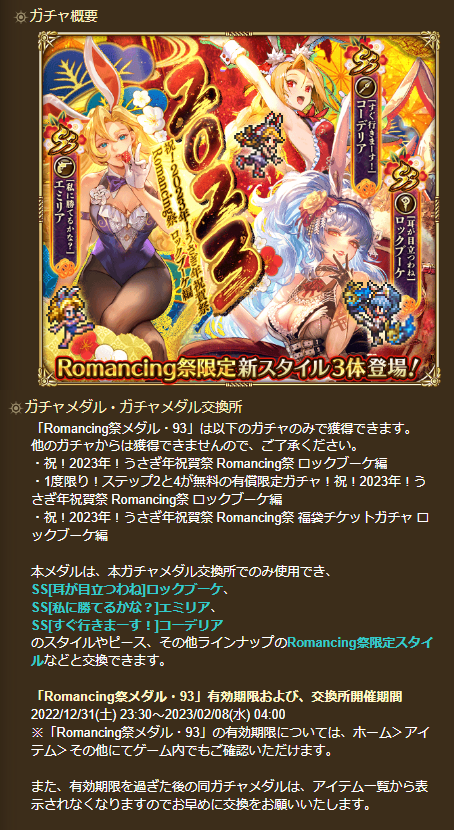 ガチャ概要
SS
[すぐ行きまーす!]
コーデリア
SS
[私に勝てるかな?]
エミリア
2023
祝!2023年!うさぎ年祝賀祭
Romancing祭 ロックブーケ編
SS
[耳が目立つわね]
ロックブーケ
Romancing祭限定新スタイル3体登場!
ガチャメダル・ガチャメダル交換所
「Romancing祭メダル・93」は以下のガチャのみで獲得できます。
他のガチャからは獲得できませんので、ご了承ください。
・祝!2023年!うさぎ年祝賀祭 Romancing祭 ロックブーケ編
・1度限り!ステップ2と4が無料の有償限定ガチャ!祝!2023年!う
さぎ年祝賀祭 Romancing祭 ロックブーケ編
・祝!2023年!うさぎ年祝賀祭 Romancing祭 福袋チケットガチャ ロ
ックブーケ編
本メダルは、本ガチャメダル交換所でのみ使用でき、
SS[耳が目立つわね]ロックブーケ、
SS[私に勝てるかな?]エミリア、
SS[すぐ行きまーす!]コーデリア
のスタイルやピース、その他ラインナップのRomancing祭限定スタイ
ルなどと交換できます。
「Romancing祭メダル・93」有効期限および、交換所開催期間
2022/12/31(土) 23:30～2023/02/08(水) 04:00
※「Romancing祭メダル・93」の有効期限については、ホーム＞アイ
テム＞その他にてゲーム内でもご確認いただけます。
また、有効期限を過ぎた後の同ガチャメダルは、アイテム一覧から表
示されなくなりますのでお早めに交換をお願いいたします。